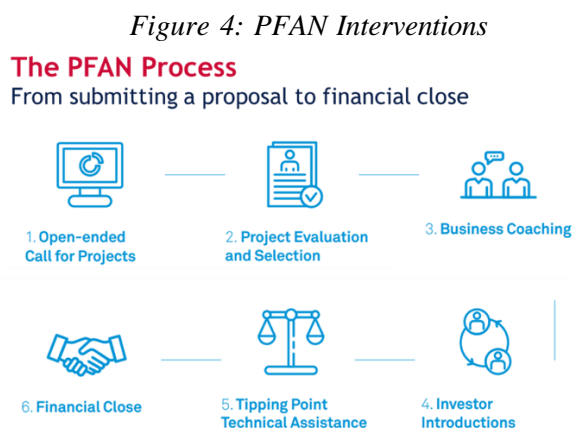 Figure 4: PFAN Interventions
The PFAN Process
From submitting a proposal to financial close
1. Open-ended
Call for Projects
2. Project Evaluation
and Selection
3. Business Coaching
6. Financial Close
5. Tipping Point
Technical Assistance
4. Investor
Introductions